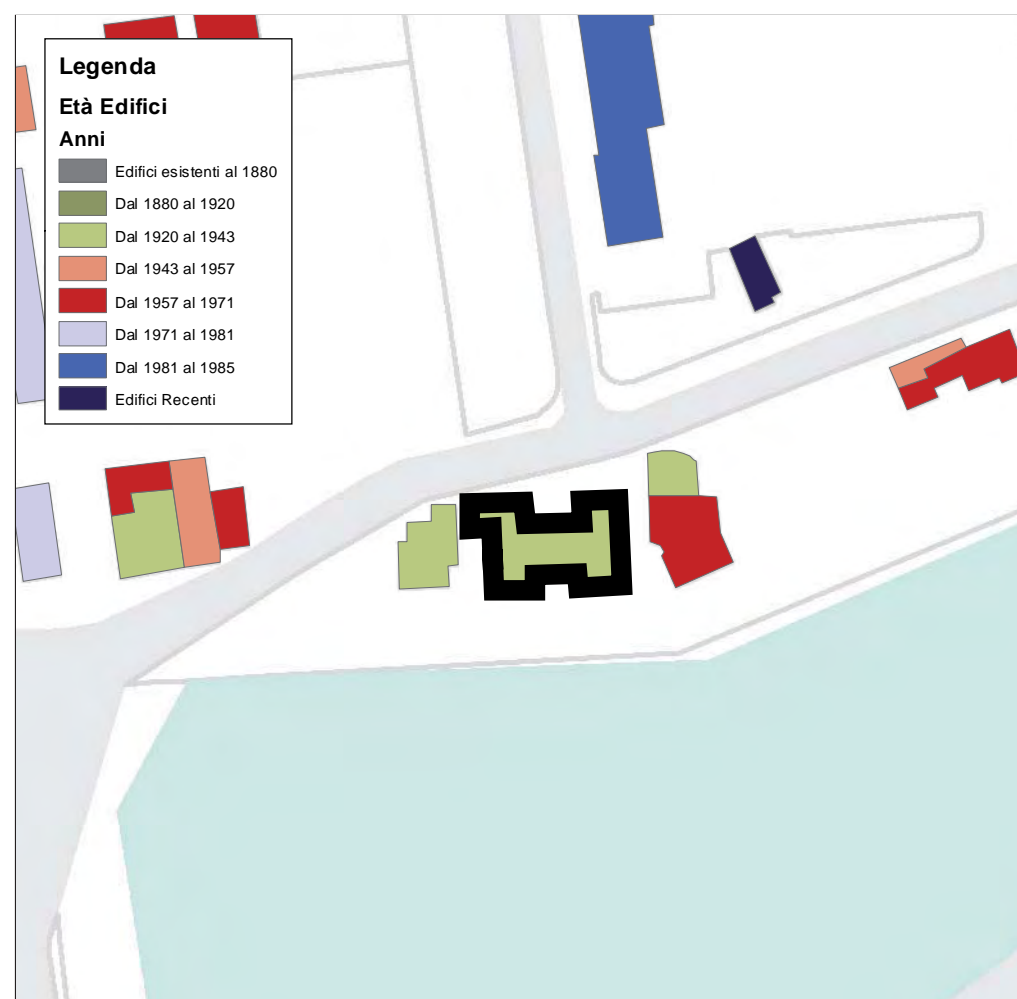 Legenda
Età Edifici
Anni
Edifici esistenti al 1880
Dal 1880 al 1920
Dal 1920 al 1943
Dal 1943 al 1957
Dal 1957 al 1971
Dal 1971 al 1981
Dal 1981 al 1985
Edifici Recenti